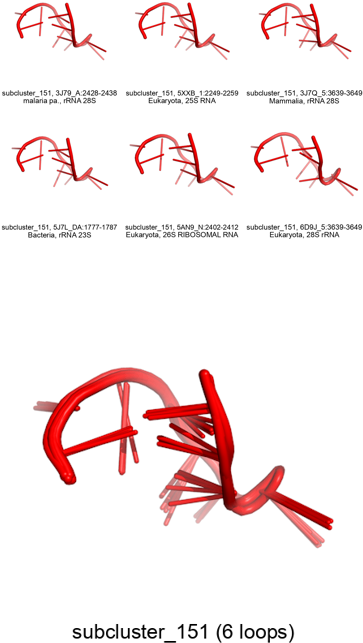 subcluster_151, 3J79_A:2428-2438
malaria pa., rRNA 28S
subcluster_151, 5XXB_1:2249-2259
Eukaryota, 25S RNA
subcluster_151, 3J7Q_5:3639-3649
Mammalia, rRNA 28S
subcluster_151, 5J7L_DA:1777-1787
Bacteria, rRNA 23S
subcluster_151, 5AN9_N:2402-2412
Eukaryota, 26S RIBOSOMAL RNA
subcluster_151, 6D9J_5:3639-3649
Eukaryota, 28S rRNA
subcluster_151 (6 loops)